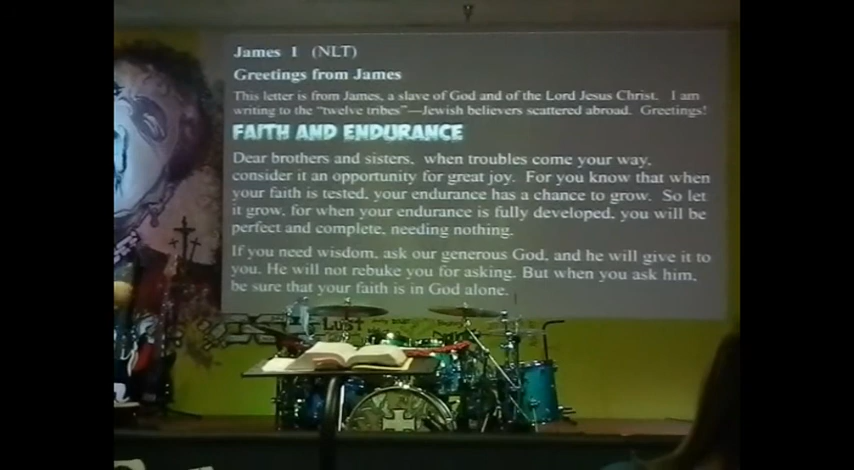 James 1 (NLT)
Greetings from James
This letter is from James, a slave of God and of the Lord Jesus Christ. I am
writing to the "twelve tribes"—Jewish believers scattered abroad. Greetings!
FAITH AND ENDURANCE
Dear brothers and sisters, when troubles come your way,
consider it an opportunity for great joy. For you know that when
your faith is tested, your endurance has a chance to grow. So let
it grow, for when your endurance is fully developed, you will be
perfect and complete, needing nothing.
If you need wisdom, ask our generous God, and he will give it to
you. He will not rebuke you for asking. But when you ask him,
be sure that your faith is in God alone.
LUST